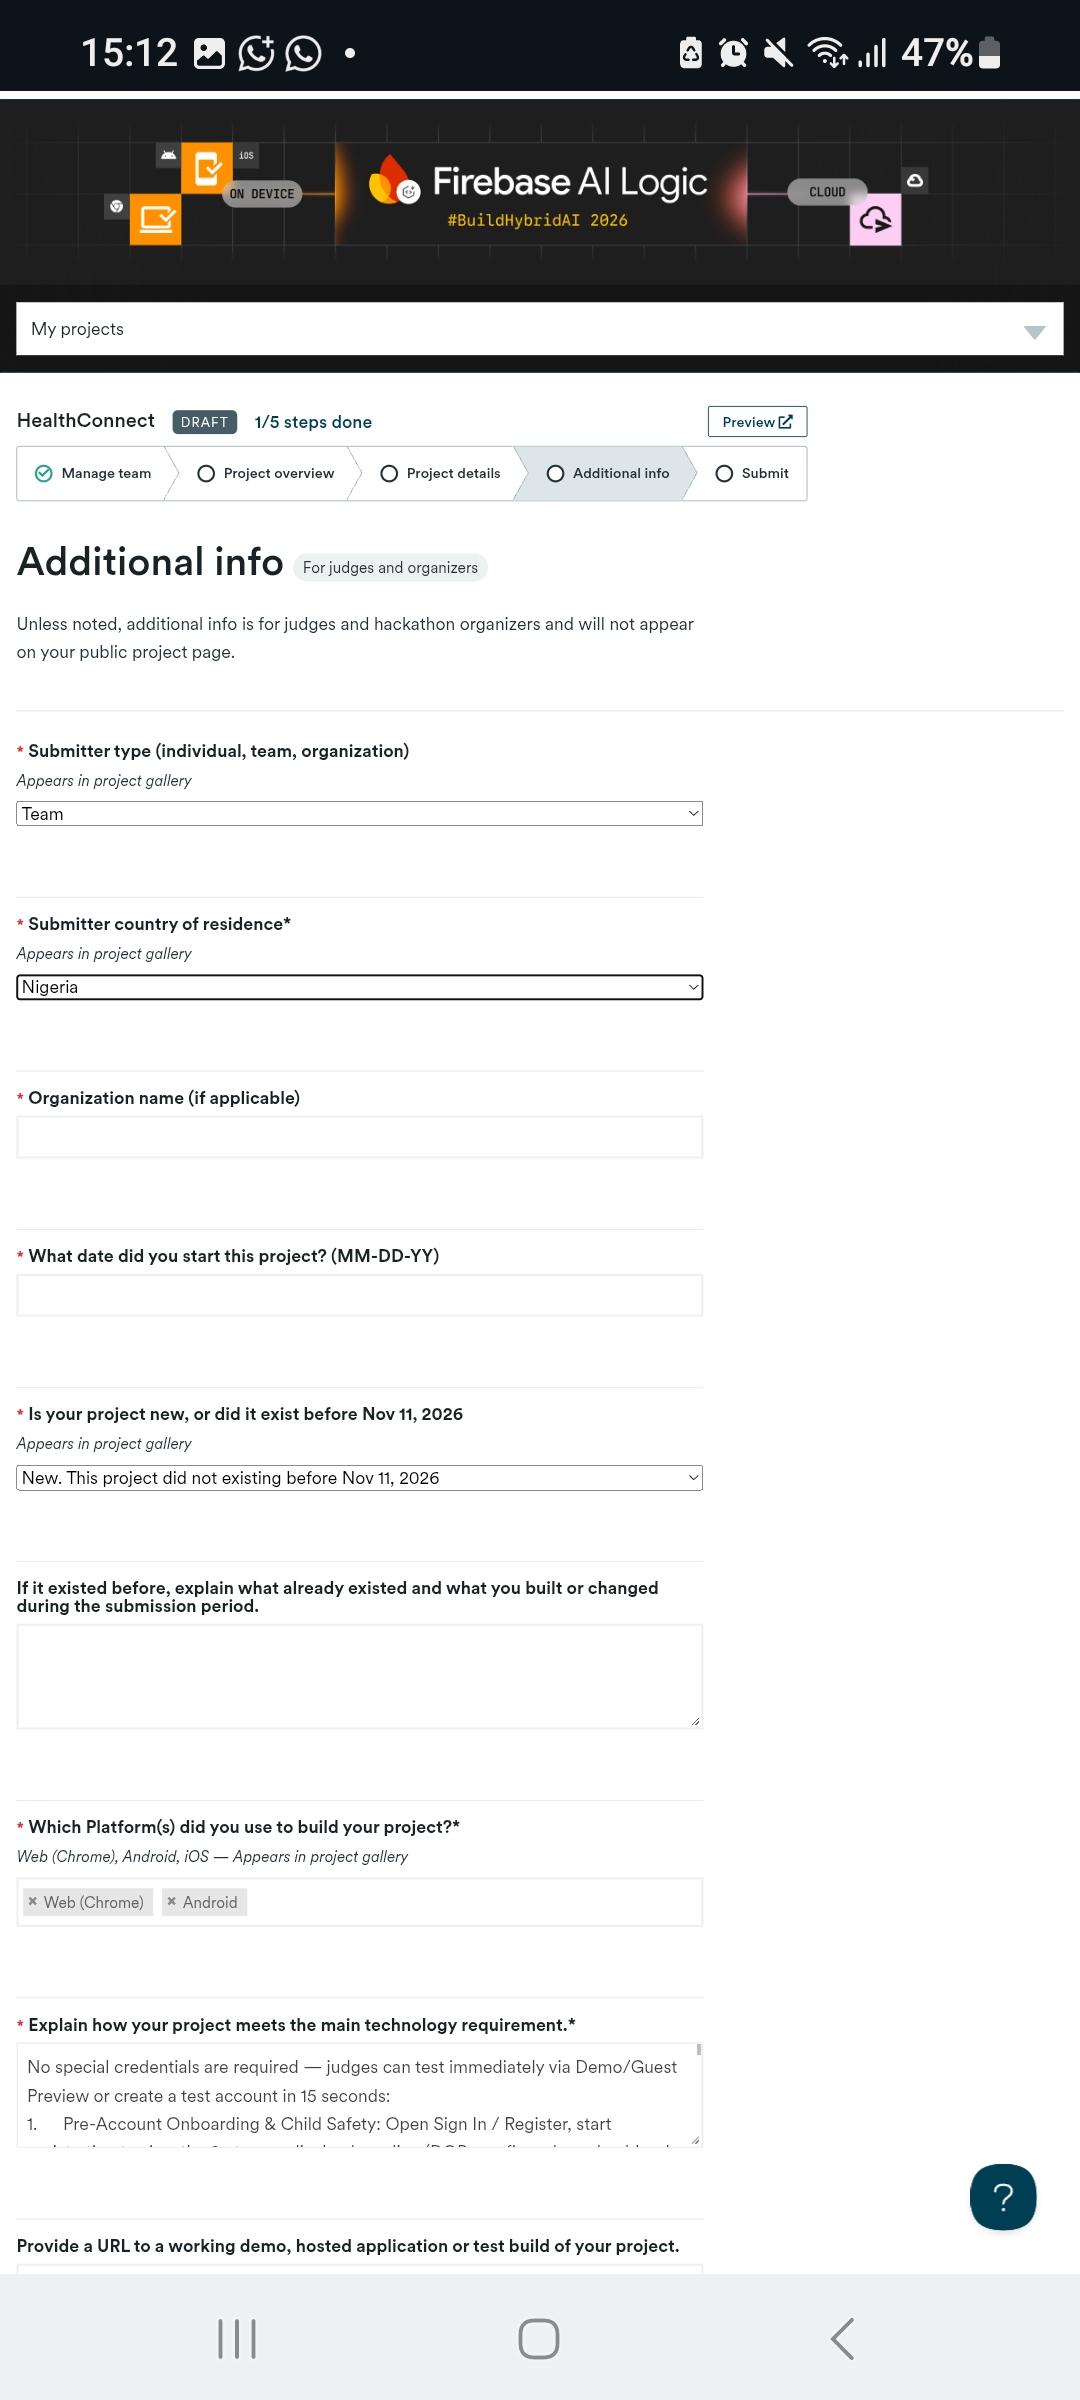 15:12
47%
iOS
ON DEVICE
Firebase AI Logic
#BuildHybridAI 2026
CLOUD
My projects
HealthConnect DRAFT 1/5 steps done Preview
Manage team Project overview Project details Additional info Submit
Additional info For judges and organizers
Unless noted, additional info is for judges and hackathon organizers and will not appear
on your public project page.
* Submitter type (individual, team, organization)
Appears in project gallery
Team
* Submitter country of residence*
Appears in project gallery
Nigeria
* Organization name (if applicable)
* What date did you start this project? (MM-DD-YY)
* Is your project new, or did it exist before Nov 11, 2026
Appears in project gallery
New. This project did not existing before Nov 11, 2026
If it existed before, explain what already existed and what you built or changed
during the submission period.
* Which Platform(s) did you use to build your project?*
Web (Chrome), Android, iOS — Appears in project gallery
× Web (Chrome) × Android
* Explain how your project meets the main technology requirement.*
No special credentials are required — judges can test immediately via Demo/Guest
Preview or create a test account in 15 seconds:
1. Pre-Account Onboarding & Child Safety: Open Sign In / Register, start
?
Provide a URL to a working demo, hosted application or test build of your project.